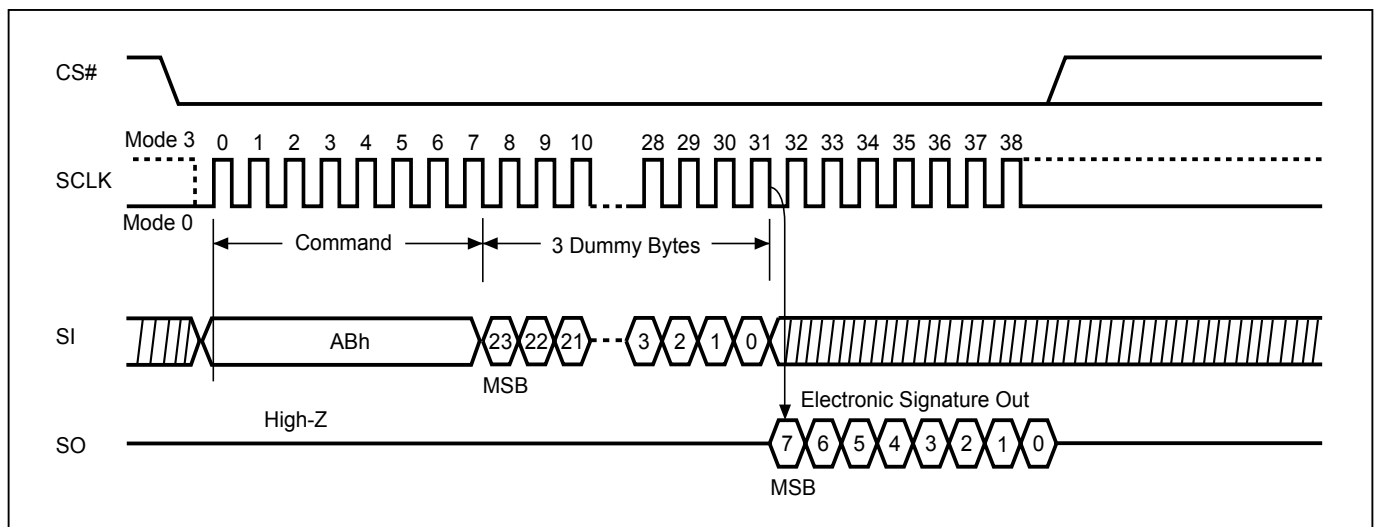 CS#
Mode 3
0 1 2 3 4 5 6 7 8 9 10 28 29 30 31 32 33 34 35 36 37 38
SCLK
Mode 0
Command
3 Dummy Bytes
SI
ABh
23 22 21 3 2 1 0
MSB
Electronic Signature Out
High-Z
SO
7 6 5 4 3 2 1 0
MSB